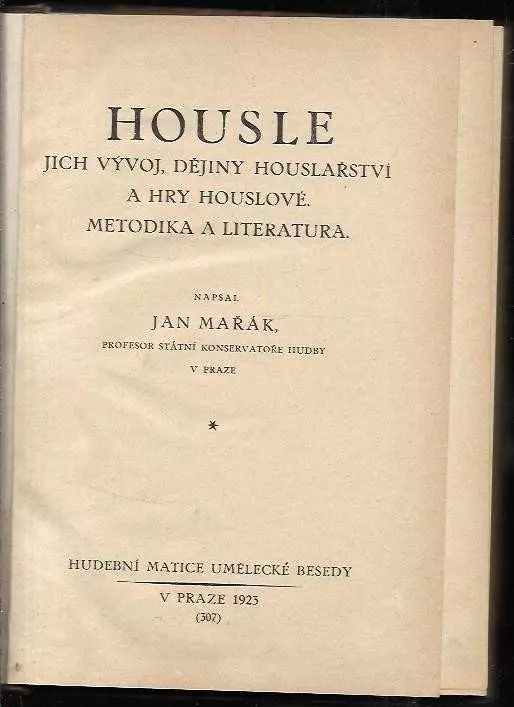 HOUSLE
JICH VÝVOJ, DĚJINY HOUSLAŘSTVÍ
A HRY HOUSLOVÉ.
METODIKA A LITERATURA.
NAPSAL
JAN MAŘÁK,
PROFESOR STÁTNÍ KONSERVATOŘE HUDBY
V PRAZE
*
HUDEBNÍ MATICE UMĚLECKÉ BESEDY
V PRAZE 1923
(307)